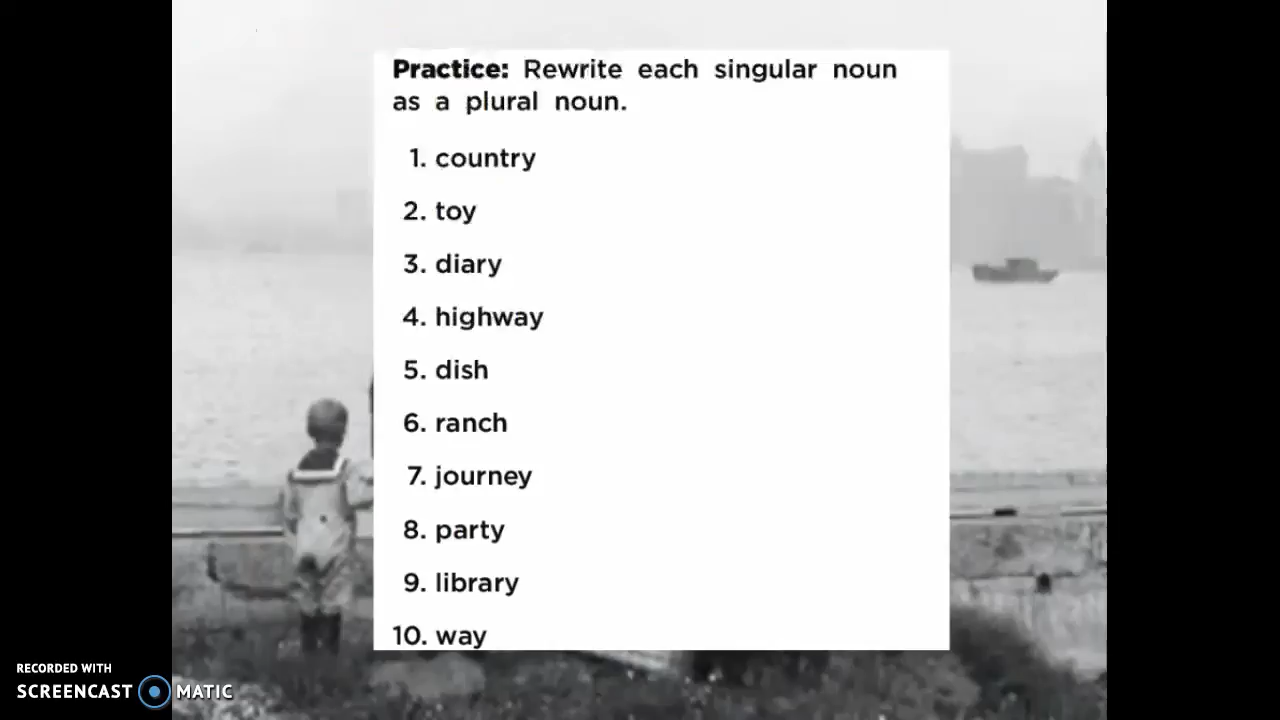 Practice: Rewrite each singular noun
as a plural noun.
1. country
2. toy
3. diary
4. highway
5. dish
6. ranch
7. journey
8. party
9. library
10. way
RECORDED WITH
SCREENCAST MATIC